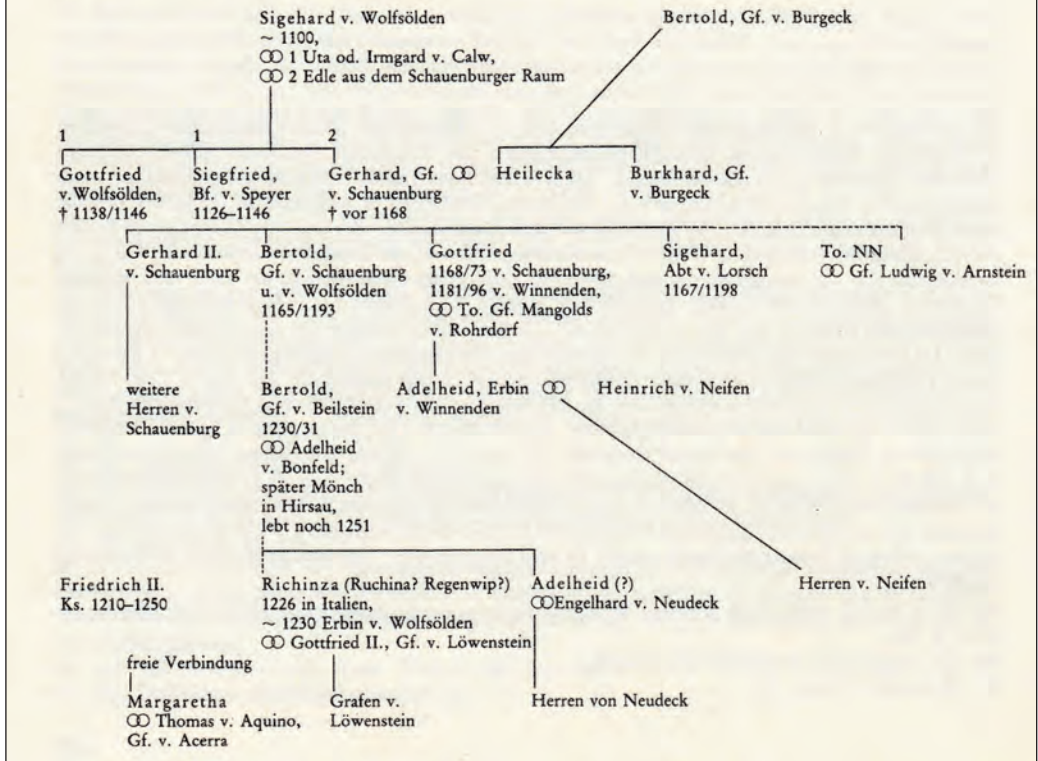 Sigehard v. Wolfsölden
~ 1100,
⚭ 1 Uta od. Irmgard v. Calw,
⚭ 2 Edle aus dem Schauenburger Raum
Bertold, Gf. v. Burgeck
1
1
2
Gottfried
v. Wolfsölden,
† 1138/1146
Siegfried,
Bf. v. Speyer
1126–1146
Gerhard, Gf. ⚭
v. Schauenburg
† vor 1168
Heilecka
Burkhard, Gf.
v. Burgeck
Gerhard II.
v. Schauenburg
Bertold,
Gf. v. Schauenburg
u. v. Wolfsölden
1165/1193
Gottfried
1168/73 v. Schauenburg,
1181/96 v. Winnenden,
⚭ To. Gf. Mangolds
v. Rohrdorf
Sigehard,
Abt v. Lorsch
1167/1198
To. NN
⚭ Gf. Ludwig v. Arnstein
weitere
Herren v.
Schauenburg
Bertold,
Gf. v. Beilstein
1230/31
⚭ Adelheid
v. Bonfeld;
später Mönch
in Hirsau,
lebt noch 1251
Adelheid, Erbin ⚭
v. Winnenden
Heinrich v. Neifen
Friedrich II.
Ks. 1210–1250
Richinza (Ruchina? Regenwip?)
1226 in Italien,
~ 1230 Erbin v. Wolfsölden
⚭ Gottfried II., Gf. v. Löwenstein
Adelheid (?)
⚭Engelhard v. Neudeck
Herren v. Neifen
freie Verbindung
Margaretha
⚭ Thomas v. Aquino,
Gf. v. Acerra
Grafen v.
Löwenstein
Herren von Neudeck